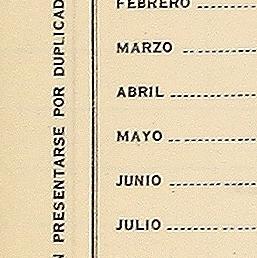 N PRESENTARSE POR DUPLICAD
FEBRERO
MARZO
ABRIL
MAYO
JUNIO
JULIO